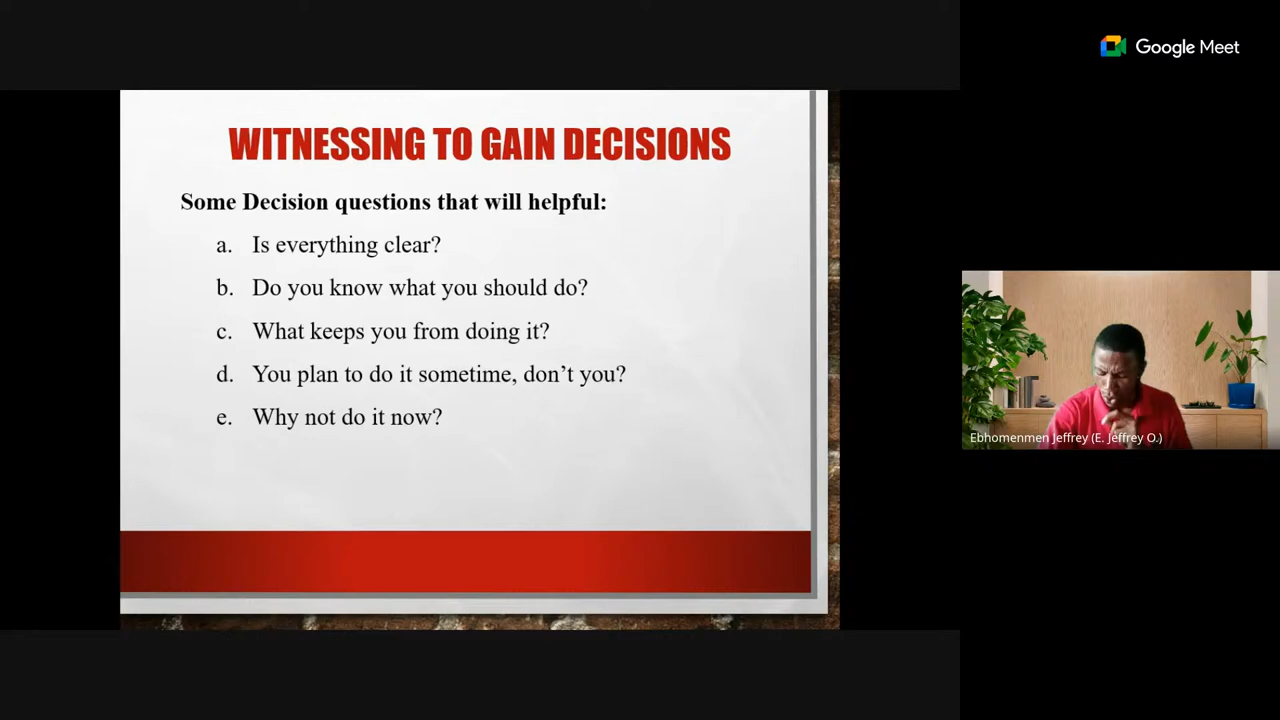 Google Meet
WITNESSING TO GAIN DECISIONS
Some Decision questions that will helpful:
a. Is everything clear?
b. Do you know what you should do?
c. What keeps you from doing it?
d. You plan to do it sometime, don’t you?
e. Why not do it now?
Ebhomenmen Jeffrey (E. Jeffrey O.)